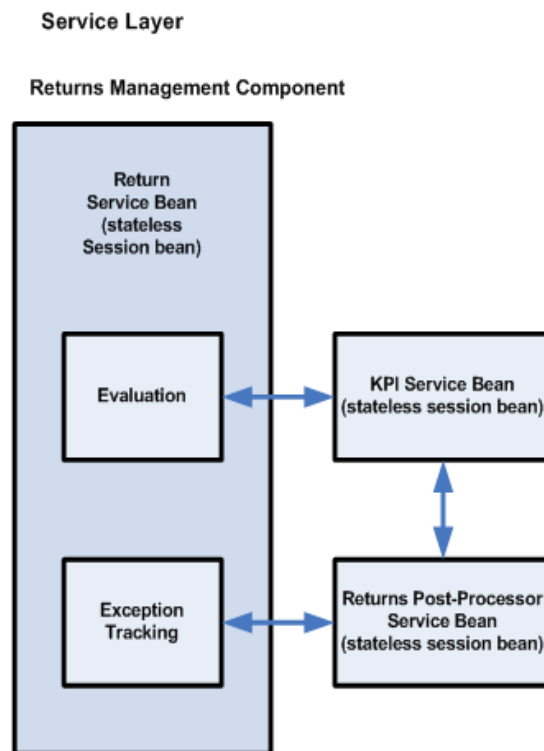 Service Layer
Returns Management Component
Return
Service Bean
(stateless
Session bean)
Evaluation
KPI Service Bean
(stateless session bean)
Exception
Tracking
Returns Post-Processor
Service Bean
(stateless session bean)